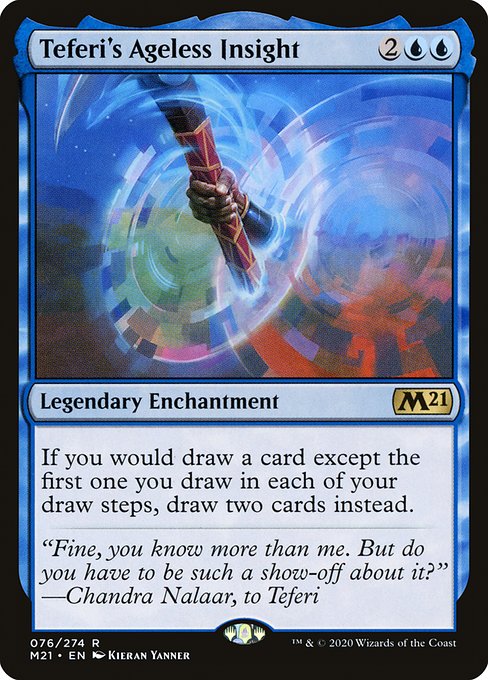 Teferi's Ageless Insight 2
Legendary Enchantment M21
If you would draw a card except the
first one you draw in each of your
draw steps, draw two cards instead.
“Fine, you know more than me. But do
you have to be such a show-off about it?”
—Chandra Nalaar, to Teferi
076/274 R
M21 • EN Kieran Yanner
™ & © 2020 Wizards of the Coast